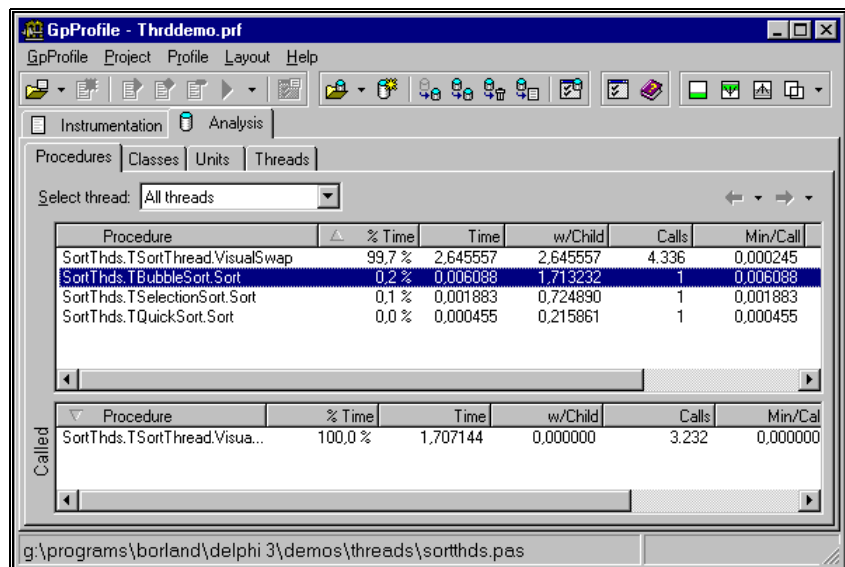 GpProfile - Thrddemo.prf
GpProfile Project Profile Layout Help
Instrumentation Analysis
Procedures Classes Units Threads
Select thread: All threads
Procedure % Time Time w/Child Calls Min/Call
SortThds.TSortThread.VisualSwap 99,7 % 2,645557 2,645557 4.336 0,000245
SortThds.TBubbleSort.Sort 0,2 % 0,006088 1,713232 1 0,006088
SortThds.TSelectionSort.Sort 0,1 % 0,001883 0,724890 1 0,001883
SortThds.TQuickSort.Sort 0,0 % 0,000455 0,215861 1 0,000455
Called
Procedure % Time Time w/Child Calls Min/Cal
SortThds.TSortThread.Visua... 100,0 % 1,707144 0,000000 3.232 0,000000
g:\programs\borland\delphi 3\demos\threads\sortthds.pas